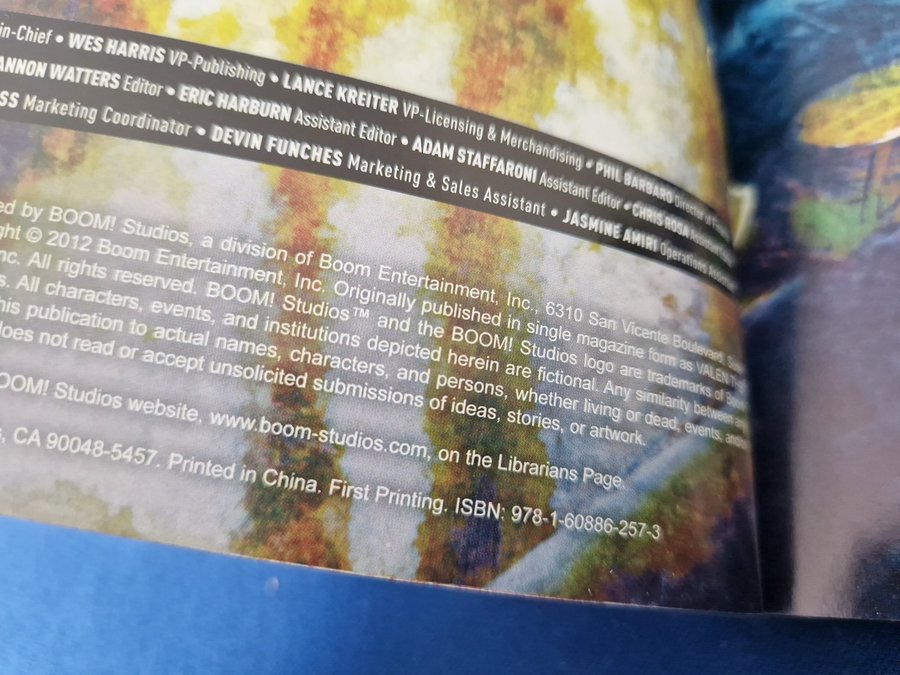 in-Chief • WES HARRIS VP-Publishing • LANCE KREITER VP-Licensing & Merchandising • PHIL BARBARO Director of
ANNON WATTERS Editor • ERIC HARBURN Assistant Editor • ADAM STAFFARONI Assistant Editor • CHRIS ROSA Assistant
SS Marketing Coordinator • DEVIN FUNCHES Marketing & Sales Assistant • JASMINE AMIRI Operations
ed by BOOM! Studios, a division of Boom Entertainment, Inc., 6310 San Vicente Boulevard,
ght © 2012 Boom Entertainment, Inc. Originally published in single magazine form as VALEN
nc. All rights reserved. BOOM! Studios™ and the BOOM! Studios logo are trademarks of
s. All characters, events, and institutions depicted herein are fictional. Any similarity between
his publication to actual names, characters, and persons, whether living or dead, events,
does not read or accept unsolicited submissions of ideas, stories, or artwork.
OOM! Studios website, www.boom-studios.com, on the Librarians Page.
s, CA 90048-5457. Printed in China. First Printing. ISBN: 978-1-60886-257-3